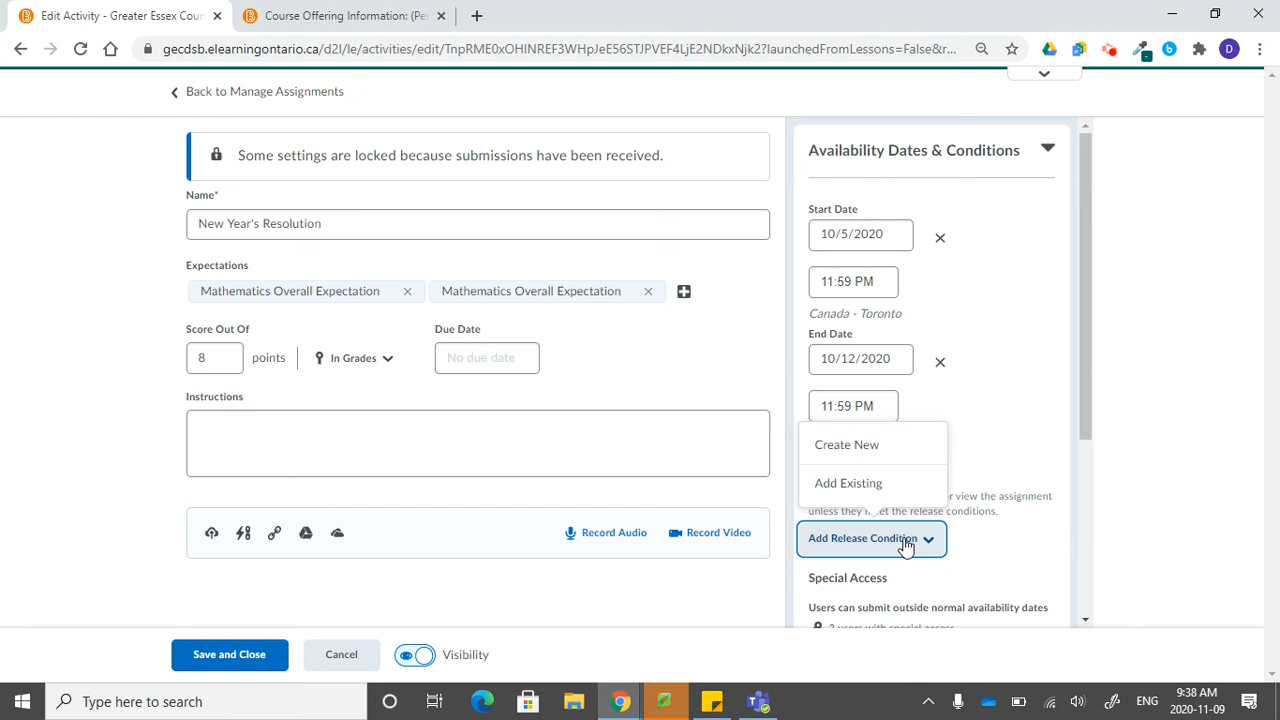 Edit Activity - Greater Essex Coun
Course Offering Information: (Pe
gecdsb.elearningontario.ca/d2l/le/activities/edit/TnpRME0xOHINREF3WHpJeE56STJPVEF4LjE2NDkxNjk2?launchedFromLessons=False&r...
D
Back to Manage Assignments
Some settings are locked because submissions have been received.
Name*
New Year's Resolution
Expectations
Mathematics Overall Expectation
Mathematics Overall Expectation
Score Out Of
8
points
In Grades
Due Date
No due date
Instructions
Record Audio
Record Video
Availability Dates & Conditions
Start Date
10/5/2020
11:59 PM
Canada - Toronto
End Date
10/12/2020
11:59 PM
Create New
Add Existing
view the assignment
unless they meet the release conditions.
Add Release Condition
Special Access
Users can submit outside normal availability dates
2 users with special access
Save and Close
Cancel
Visibility
Type here to search
ENG
9:38 AM
2020-11-09